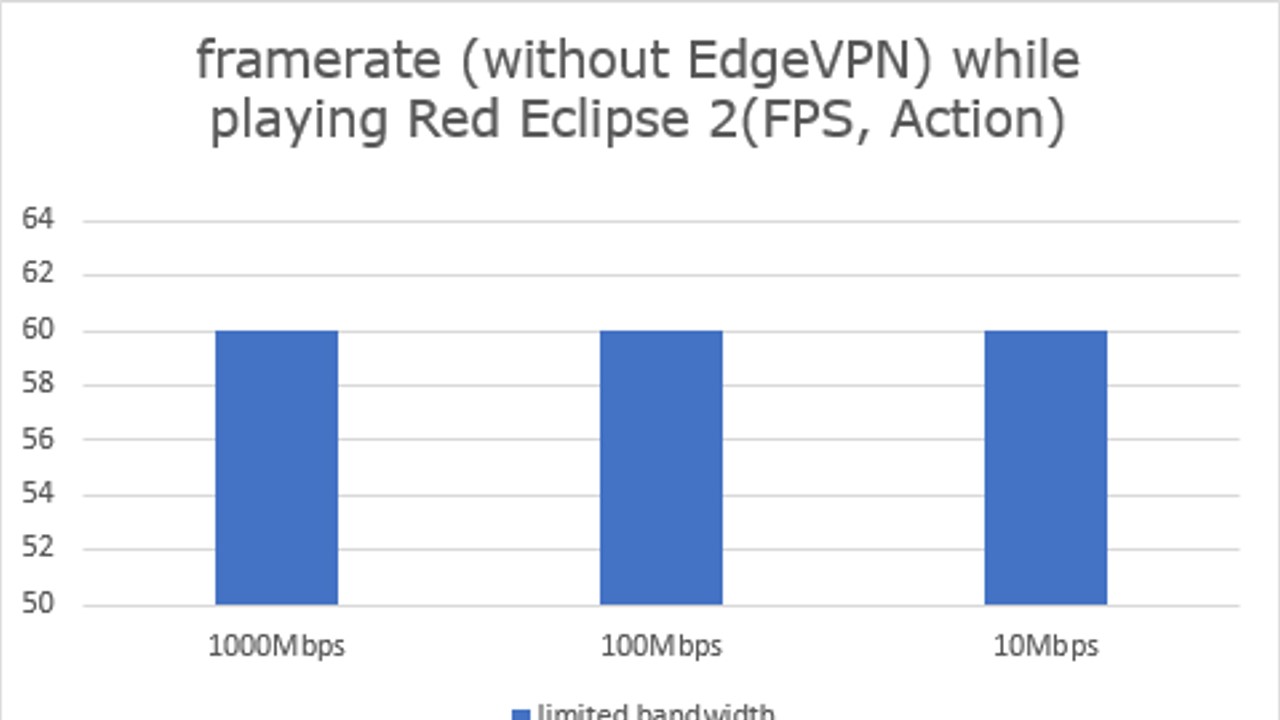 framerate (without EdgeVPN) while
playing Red Eclipse 2(FPS, Action)
64
62
60
58
56
54
52
50
1000Mbps 100Mbps 10Mbps
limited bandwidth